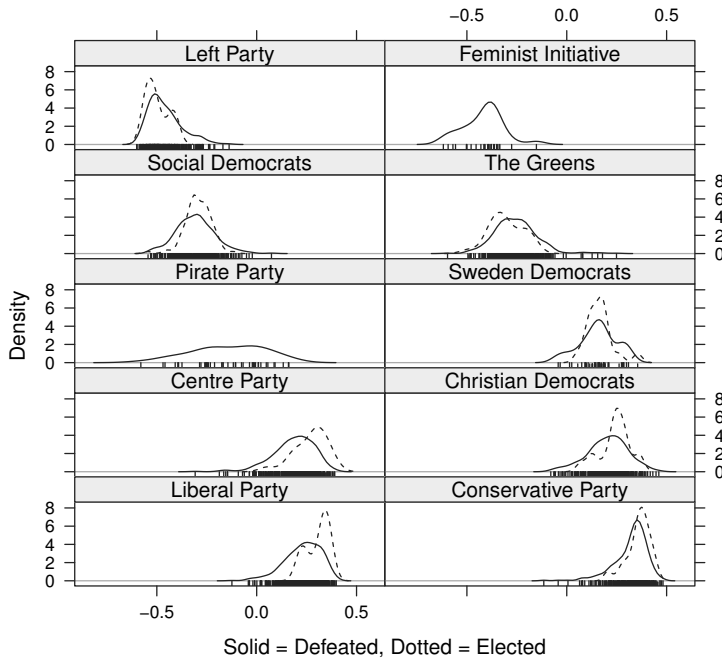 −0.5 0.0 0.5
Left Party Feminist Initiative
8
6
4
2
0
Social Democrats The Greens
8
6
4
2
0
Pirate Party Sweden Democrats
8
6
4
2
0
Centre Party Christian Democrats
8
6
4
2
0
Liberal Party Conservative Party
8
6
4
2
0
Density
−0.5 0.0 0.5
Solid = Defeated, Dotted = Elected